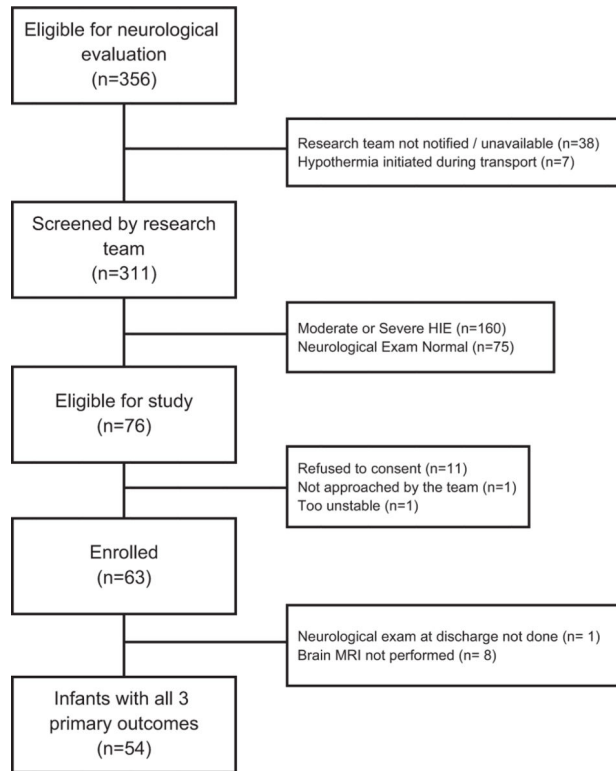 Eligible for neurological
evaluation
(n=356)
Research team not notified / unavailable (n=38)
Hypothermia initiated during transport (n=7)
Screened by research
team
(n=311)
Moderate or Severe HIE (n=160)
Neurological Exam Normal (n=75)
Eligible for study
(n=76)
Refused to consent (n=11)
Not approached by the team (n=1)
Too unstable (n=1)
Enrolled
(n=63)
Neurological exam at discharge not done (n= 1)
Brain MRI not performed (n= 8)
Infants with all 3
primary outcomes
(n=54)